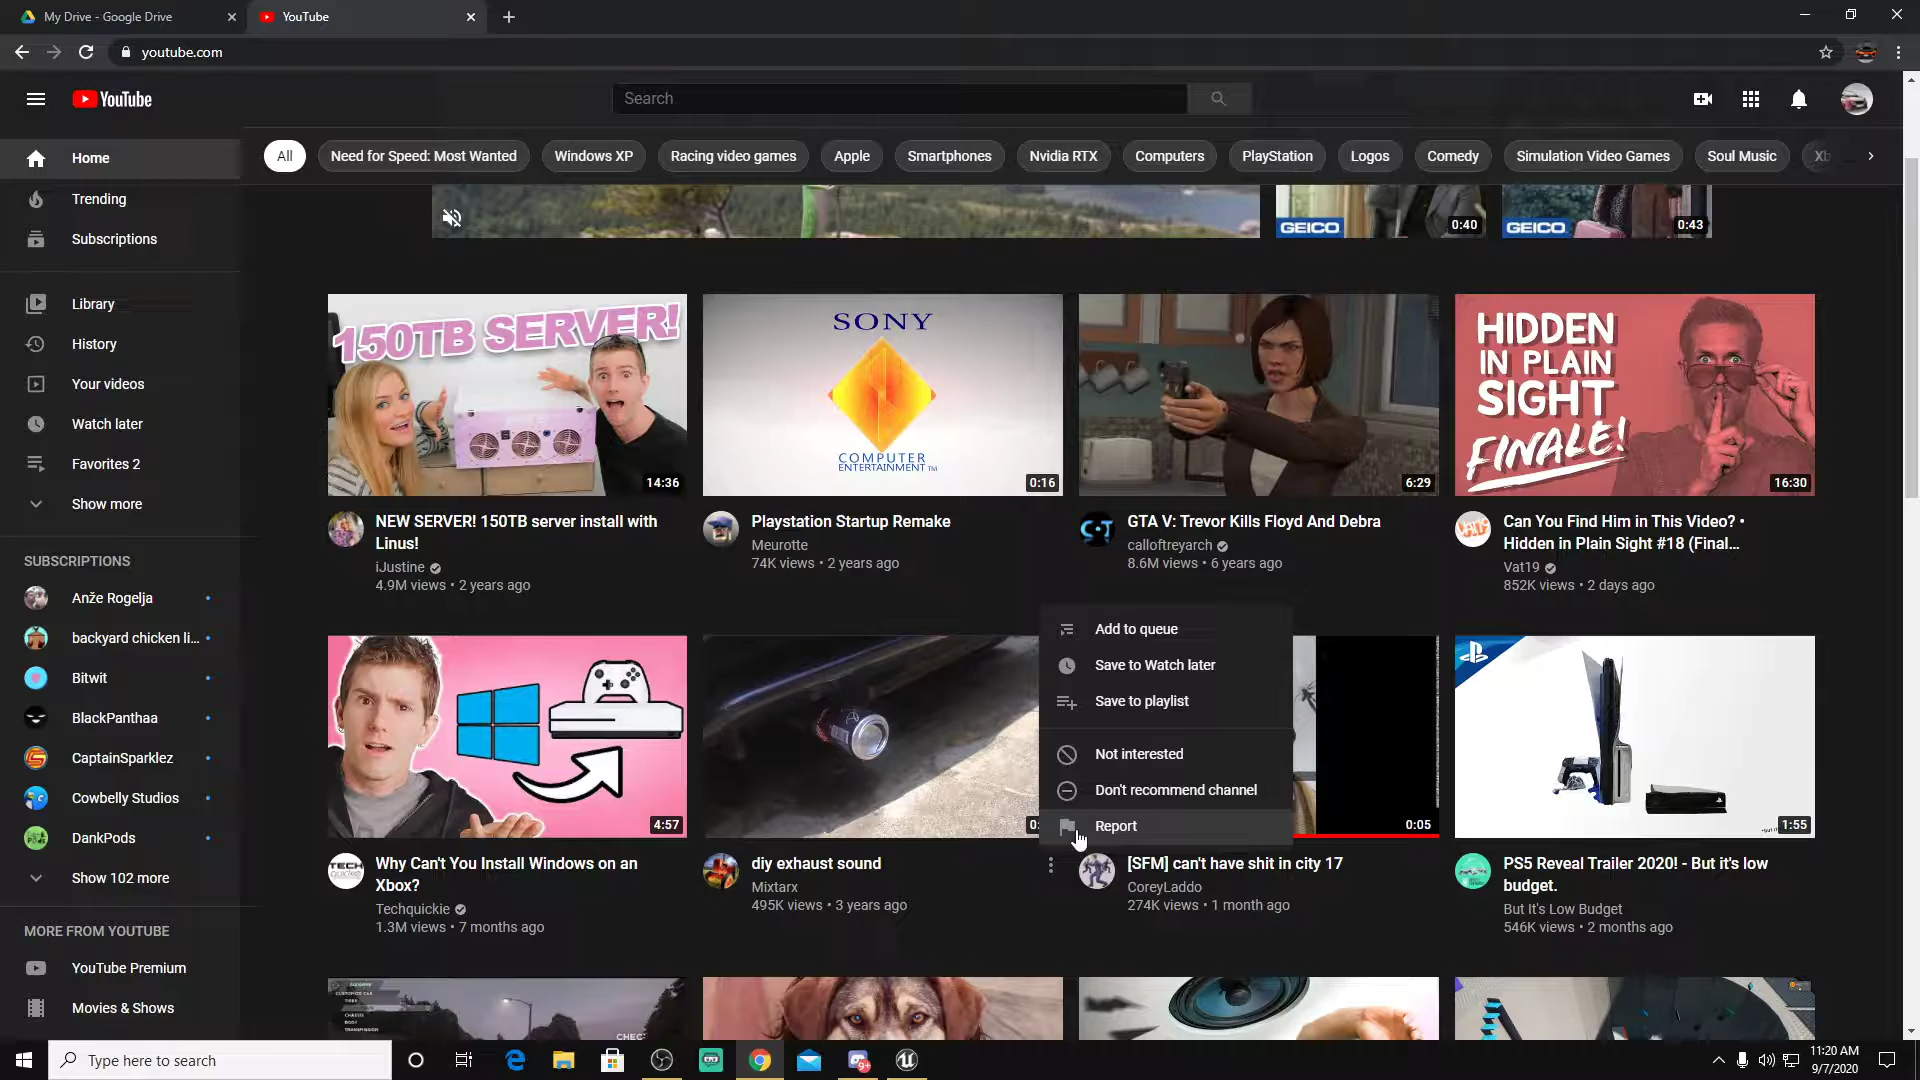 My Drive - Google Drive
YouTube
youtube.com
YouTube
Search
All
Need for Speed: Most Wanted
Windows XP
Racing video games
Apple
Smartphones
Nvidia RTX
Computers
PlayStation
Logos
Comedy
Simulation Video Games
Soul Music
Xb
Home
Trending
Subscriptions
Library
History
Your videos
Watch later
Favorites 2
Show more
SUBSCRIPTIONS
Anže Rogelja
backyard chicken li...
Bitwit
BlackPanthaa
CaptainSparklez
Cowbelly Studios
DankPods
Show 102 more
MORE FROM YOUTUBE
YouTube Premium
Movies & Shows
GEICO
0:40
GEICO
0:43
150TB SERVER!
14:36
NEW SERVER! 150TB server install with
Linus!
iJustine
4.9M views • 2 years ago
SONY
COMPUTER
ENTERTAINMENT TM
0:16
Playstation Startup Remake
Meurotte
74K views • 2 years ago
6:29
GTA V: Trevor Kills Floyd And Debra
calloftreyarch
8.6M views • 6 years ago
HIDDEN
IN PLAIN
SIGHT
FINALE!
16:30
Can You Find Him in This Video? •
Hidden in Plain Sight #18 (Final...
Vat19
852K views • 2 days ago
4:57
TECH
Why Can't You Install Windows on an
Xbox?
Techquickie
1.3M views • 7 months ago
0:
diy exhaust sound
Mixtarx
495K views • 3 years ago
Add to queue
Save to Watch later
Save to playlist
Not interested
Don't recommend channel
Report
0:05
[SFM] can't have shit in city 17
CoreyLaddo
274K views • 1 month ago
1:55
PS5 Reveal Trailer 2020! - But it's low
budget.
But It's Low Budget
546K views • 2 months ago
CUSTOMIZE CAR
TIRES
CHASSIS
BODY
TRANSMISSION
CHEC
Type here to search
9+
11:20 AM
9/7/2020